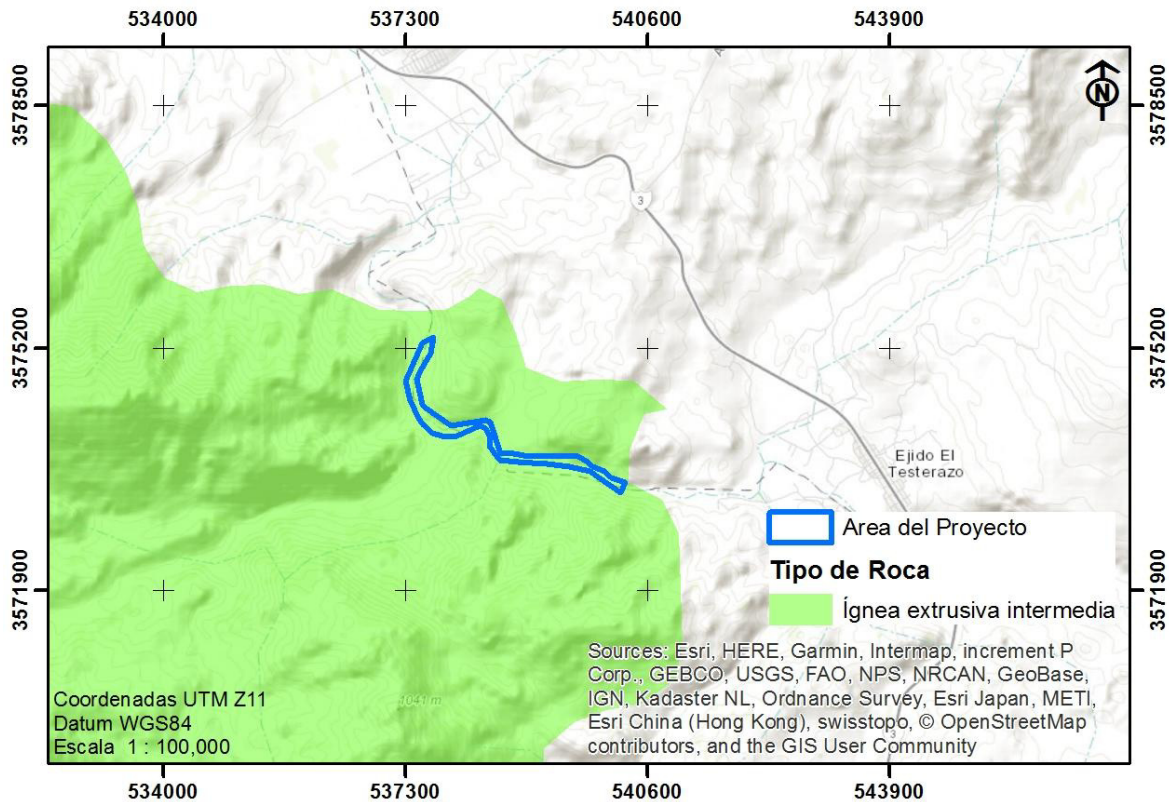 534000
537300
540600
543900
3578500
3578500
N
3
3575200
3575200
Ejido El
Testerazo
Area del Proyecto
Tipo de Roca
Ígnea extrusiva intermedia
3571900
3571900
Sources: Esri, HERE, Garmin, Intermap, increment P
Corp., GEBCO, USGS, FAO, NPS, NRCAN, GeoBase,
IGN, Kadaster NL, Ordnance Survey, Esri Japan, METI,
Esri China (Hong Kong), swisstopo, © OpenStreetMap
contributors, and the GIS User Community
1041 m
3
Coordenadas UTM Z11
Datum WGS84
Escala 1 : 100,000
534000
537300
540600
543900